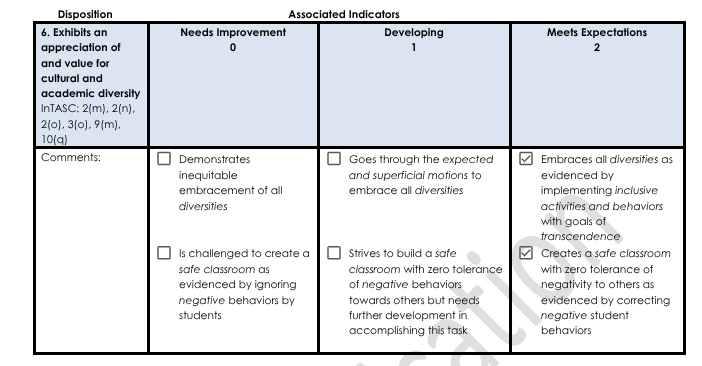 Disposition Associated Indicators
6. Exhibits an
appreciation of
and value for
cultural and
academic diversity
InTASC: 2(m), 2(n),
2(o), 3(o), 9(m),
10(q)
Needs Improvement
0
Developing
1
Meets Expectations
2
Comments:
Demonstrates
inequitable
embracement of all
diversities
Goes through the expected
and superficial motions to
embrace all diversities
Embraces all diversities as
evidenced by
implementing inclusive
activities and behaviors
with goals of
transcendence
Is challenged to create a
safe classroom as
evidenced by ignoring
negative behaviors by
students
Strives to build a safe
classroom with zero tolerance
of negative behaviors
towards others but needs
further development in
accomplishing this task
Creates a safe classroom
with zero tolerance of
negativity to others as
evidenced by correcting
negative student
behaviors